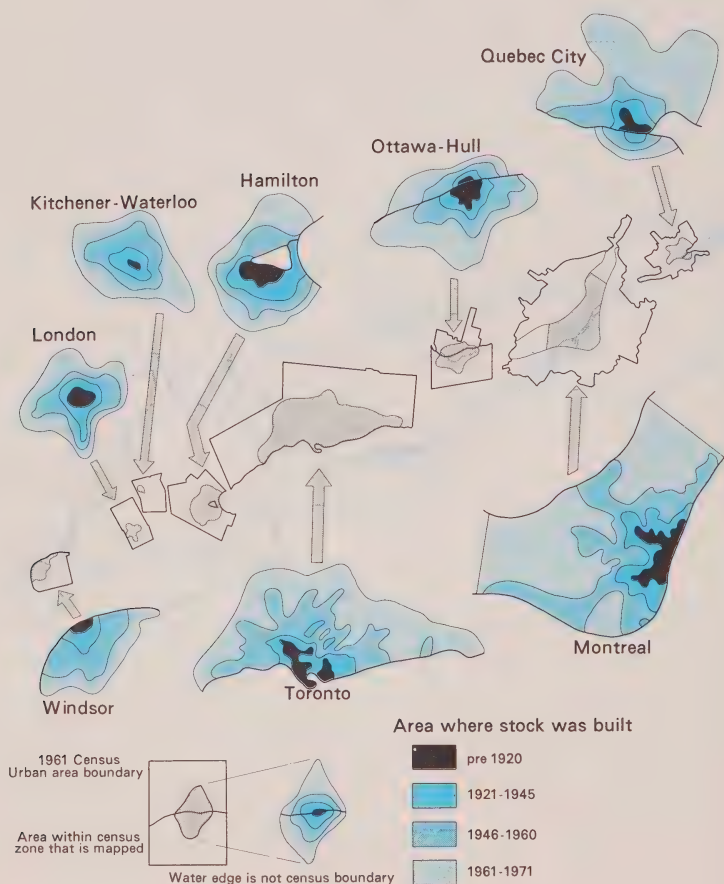 Quebec City
Ottawa-Hull
Hamilton
Kitchener-Waterloo
London
Montreal
Toronto
Windsor
Area where stock was built
pre 1920
1921-1945
1946-1960
1961-1971
1961 Census
Urban area boundary
Area within census
zone that is mapped
Water edge is not census boundary